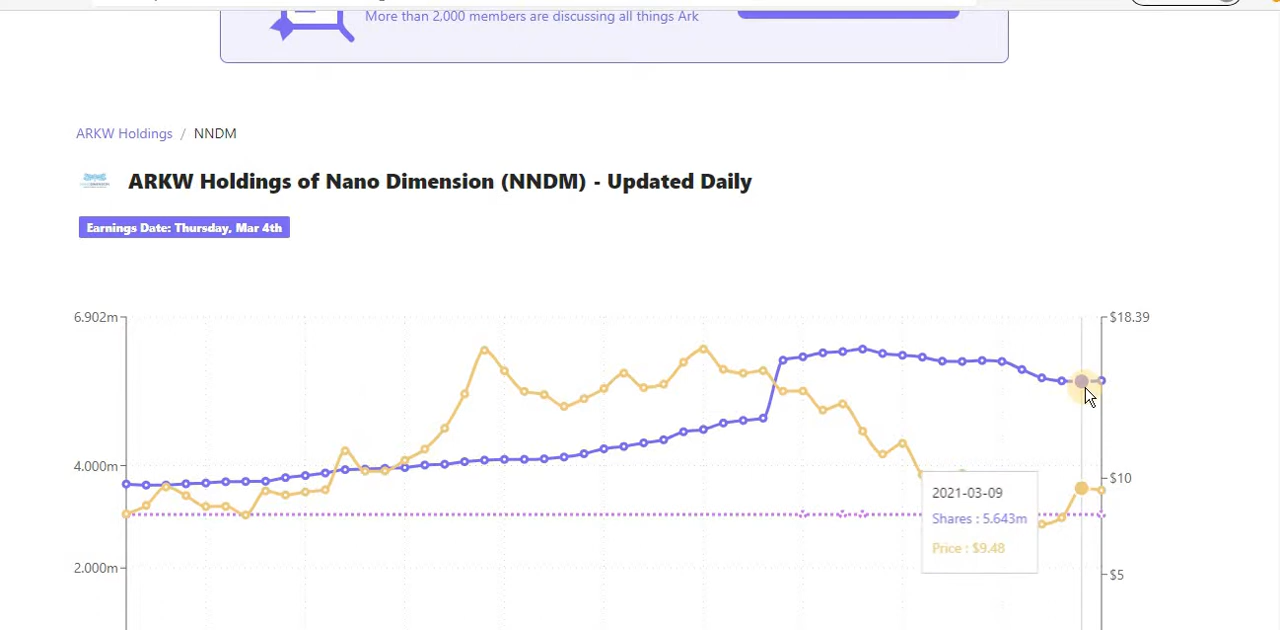 More than 2,000 members are discussing all things Ark
ARKW Holdings / NNDM
ARKW Holdings of Nano Dimension (NNDM) - Updated Daily
Earnings Date: Thursday, Mar 4th
6.902m
$18.39
4.000m
$10
2021-03-09
Shares : 5.643m
Price : $9.48
2.000m
$5